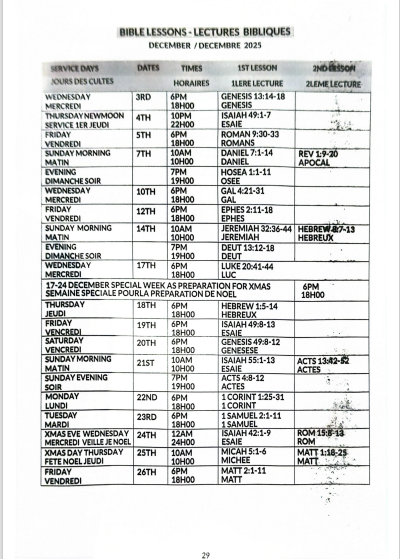 BIBLE LESSONS - LECTURES BIBLIQUES
DECEMBER / DECEMBRE 2025
SERVICE DAYS DATES TIMES 1ST LESSON 2ND LESSON
JOURS DES CULTES HORAIRES 1LERE LECTURE 2LEME LECTURE
WEDNESDAY 3RD 6PM GENESIS 13:14-18
MERCREDI 18H00 GENESIS
THURSDAY NEWMOON 4TH 10PM ISAIAH 49:1-7
SERVICE 1ER JEUDI 22H00 ESAIE
FRIDAY 5TH 6PM ROMAN 9:30-33
VENDREDI 18H00 ROMANS
SUNDAY MORNING 7TH 10AM DANIEL 7:1-14 REV 1:9-20
MATIN 10H00 DANIEL APOCAL
EVENING 7PM HOSEA 1:1-11
DIMANCHE SOIR 19H00 OSEE
WEDNESDAY 10TH 6PM GAL 4:21-31
MERCREDI 18H00 GAL
FRIDAY 12TH 6PM EPHES 2:11-18
VENDREDI 18H00 EPHES
SUNDAY MORNING 14TH 10AM JEREMIAH 32:36-44 HEBREW 8:7-13
MATIN 10H00 JEREMIAH HEBREUX
EVENING 7PM DEUT 13:12-18
DIMANCHE SOIR 19H00 DEUT
WEDNESDAY 17TH 6PM LUKE 20:41-44
MERCREDI 18H00 LUC
17-24 DECEMBER SPECIAL WEEK AS PREPARATION FOR XMAS 6PM
SEMAINE SPECIALE POURLA PREPARATION DE NOEL 18H00
THURSDAY 18TH 6PM HEBREW 1:5-14
JEUDI 18H00 HEBREUX
FRIDAY 19TH 6PM ISAIAH 49:8-13
VENCREDI 18H00 ESAIE
SATURDAY 20TH 6PM GENESIS 49:8-12
VENCREDI 18H00 GENESESE
SUNDAY MORNING 21ST 10AM ISAIAH 55:1-13 ACTS 13:42-52
MATIN 10H00 ESAIE ACTES
SUNDAY EVENING 7PM ACTS 4:8-12
SOIR 19H00 ACTES
MONDAY 22ND 6PM 1 CORINT 1:25-31
LUNDI 18H00 1 CORINT
TUESDAY 23RD 6PM 1 SAMUEL 2:1-11
MARDI 18H00 1 SAMUEL
XMAS EVE WEDNESDAY 24TH 12AM ISAIAH 42:1-9 ROM 15:8-13
MERCREDI VEILLE JE NOEL 24H00 ESAIE ROM
XMAS DAY THURSDAY 25TH 10AM MICAH 5:1-6 MATT 1:18-25
FETE NOEL JEUDI 10H00 MICHEE MATT
FRIDAY 26TH 6PM MATT 2:1-11
VENDREDI 18H00 MATT
29